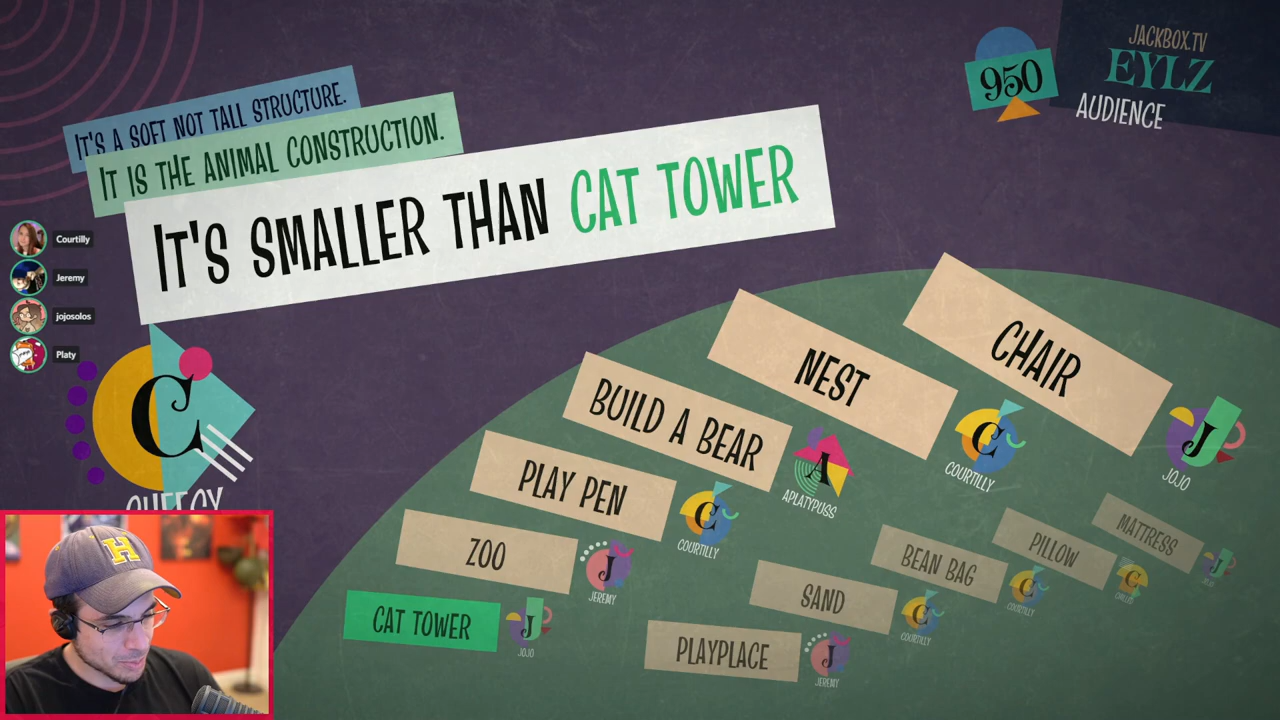 JACKBOX.TV
EYLZ
950
AUDIENCE
IT'S A SOFT NOT TALL STRUCTURE.
IT IS THE ANIMAL CONSTRUCTION.
IT'S SMALLER THAN CAT TOWER
Courtilly
Jeremy
jojosolos
Platy
C
CHEEGY
H
CHAIR
J
JOJO
NEST
C
COURTILLY
BUILD A BEAR
A
APLATYPUSS
PLAY PEN
C
COURTILLY
ZOO
J
JEREMY
CAT TOWER
J
JOJO
MATTRESS
J
JOJO
PILLOW
C
BEAN BAG
C
COURTILLY
SAND
C
COURTILLY
PLAYPLACE
J
JEREMY